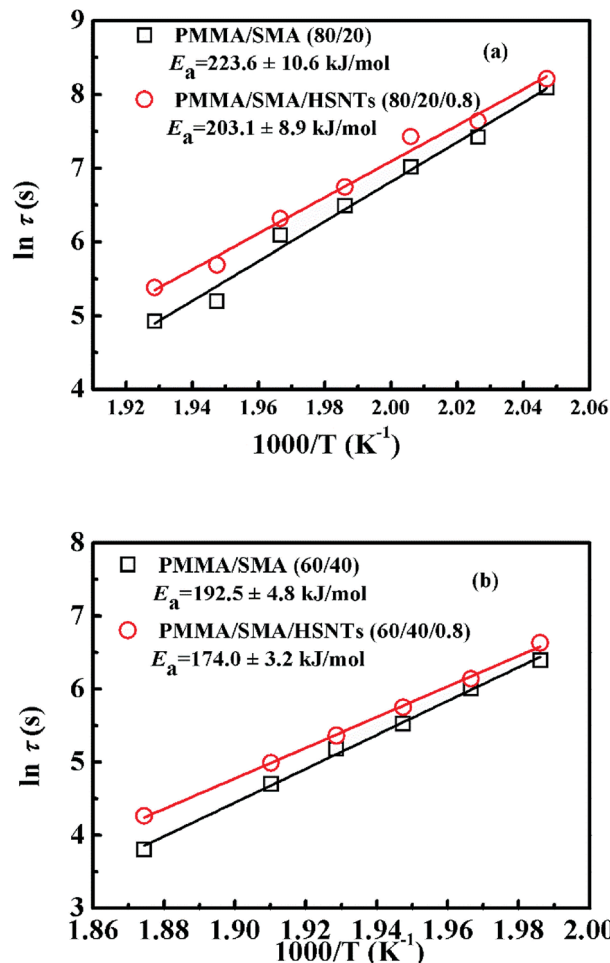 9
8
7
6
5
4
ln τ (s)
PMMA/SMA (80/20)
(a)
Ea=223.6 ± 10.6 kJ/mol
PMMA/SMA/HSNTs (80/20/0.8)
Ea=203.1 ± 8.9 kJ/mol
1.92 1.94 1.96 1.98 2.00 2.02 2.04 2.06
1000/T (K⁻¹)
8
7
6
5
4
3
ln τ (s)
PMMA/SMA (60/40)
(b)
Ea=192.5 ± 4.8 kJ/mol
PMMA/SMA/HSNTs (60/40/0.8)
Ea=174.0 ± 3.2 kJ/mol
1.86 1.88 1.90 1.92 1.94 1.96 1.98 2.00
1000/T (K⁻¹)